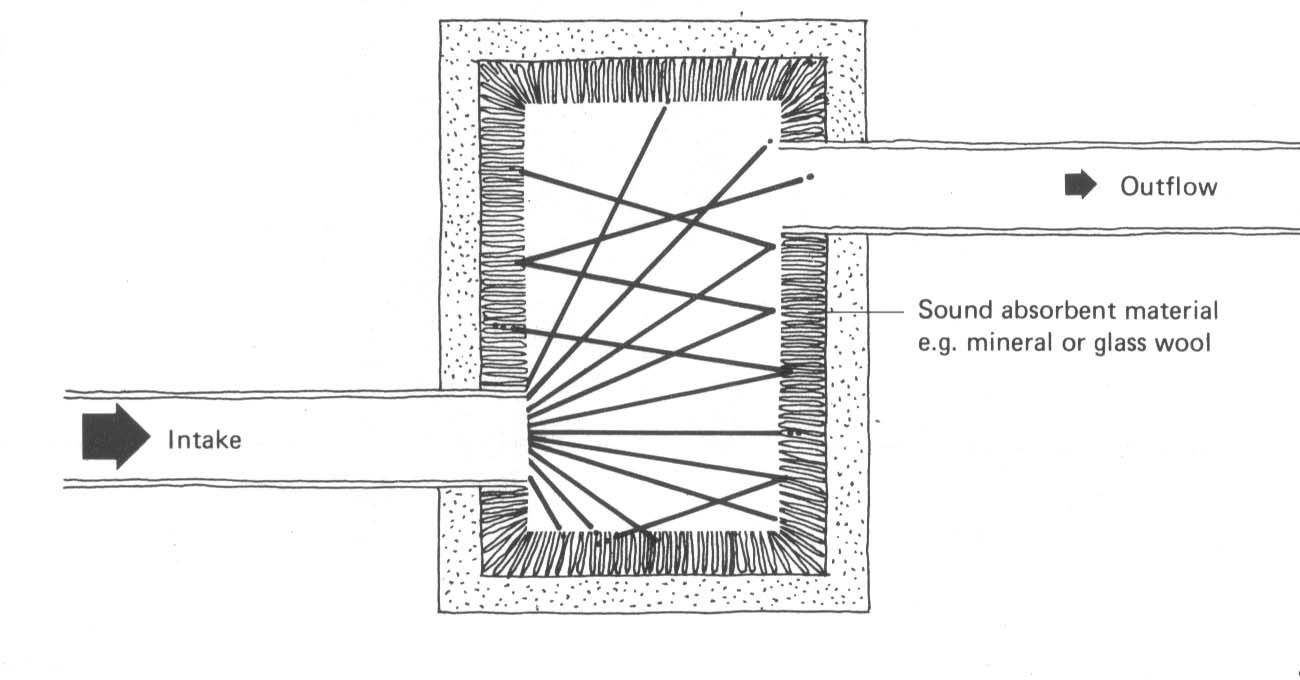 Outflow
Sound absorbent material
e.g. mineral or glass wool
Intake